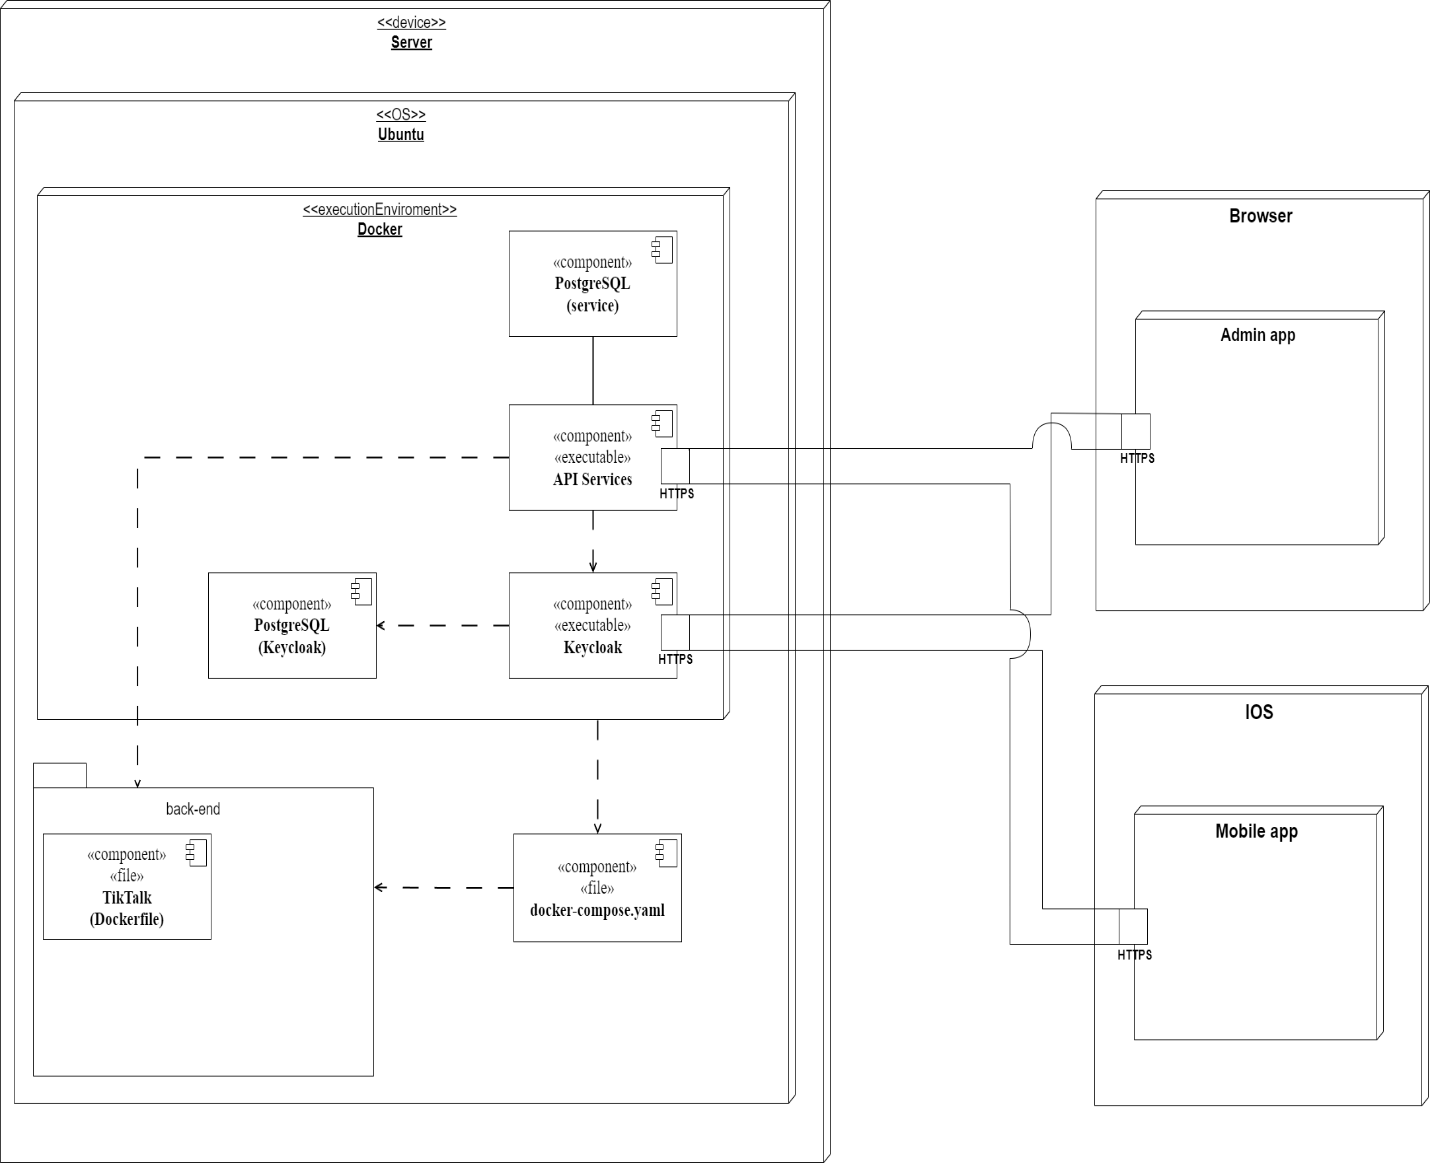 <<device>>
Server
<<OS>>
Ubuntu
<<executionEnviroment>>
Docker
«component»
PostgreSQL
(service)
«component»
«executable»
API Services
HTTPS
«component»
PostgreSQL
(Keycloak)
«component»
«executable»
Keycloak
HTTPS
back-end
«component»
«file»
TikTalk
(Dockerfile)
«component»
«file»
docker-compose.yaml
Browser
Admin app
HTTPS
IOS
Mobile app
HTTPS